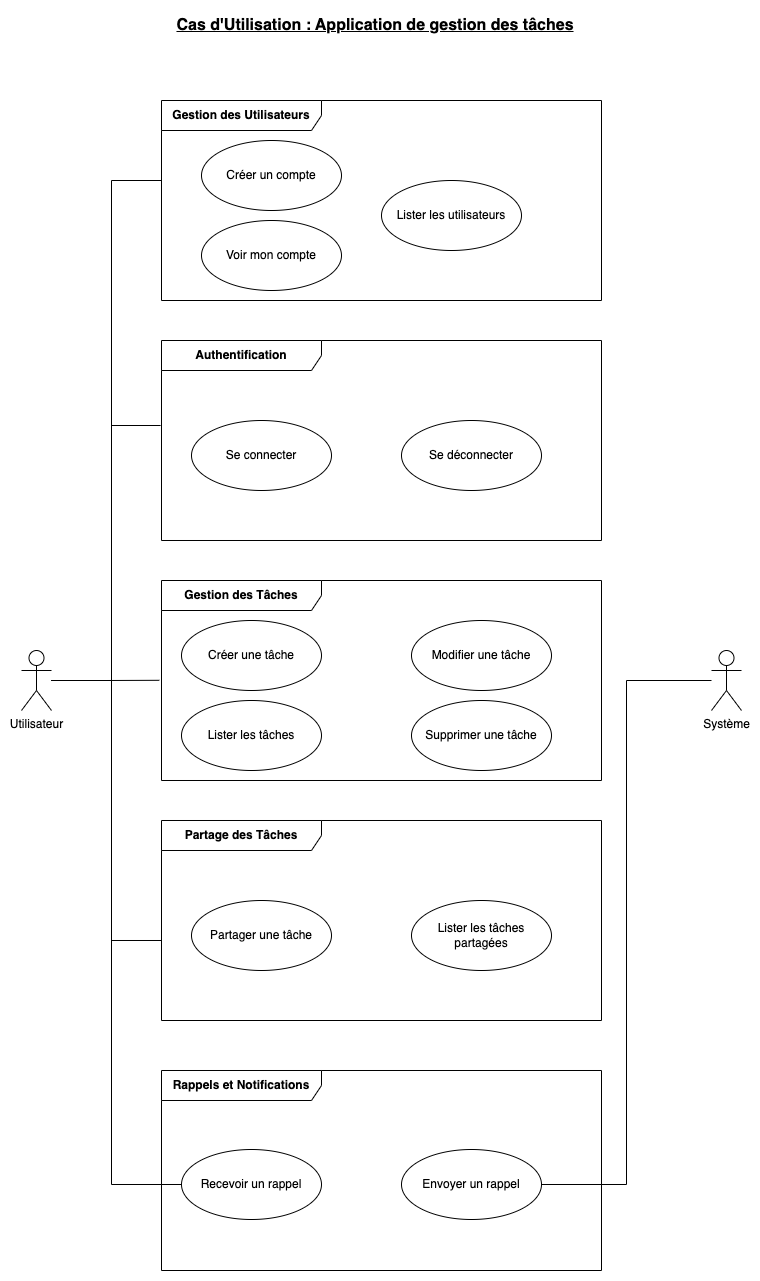 Cas d'Utilisation : Application de gestion des tâches
Gestion des Utilisateurs
Créer un compte
Lister les utilisateurs
Voir mon compte
Authentification
Se connecter
Se déconnecter
Gestion des Tâches
Créer une tâche
Modifier une tâche
Utilisateur
Système
Lister les tâches
Supprimer une tâche
Partage des Tâches
Partager une tâche
Lister les tâches
partagées
Rappels et Notifications
Recevoir un rappel
Envoyer un rappel